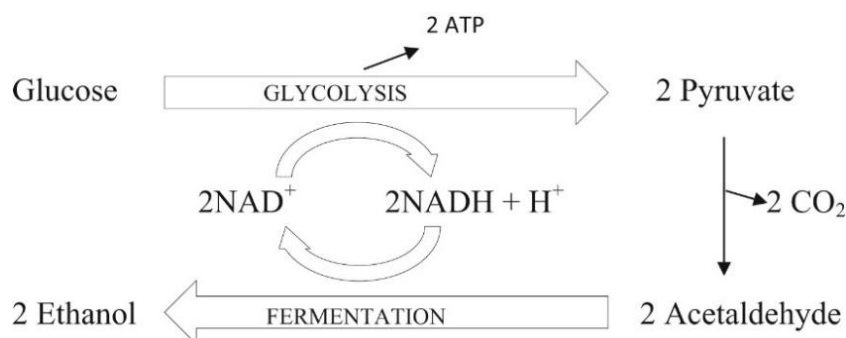 2 ATP
Glucose GLYCOLYSIS 2 Pyruvate
2NAD⁺ 2NADH + H⁺ 2 CO₂
2 Ethanol FERMENTATION 2 Acetaldehyde